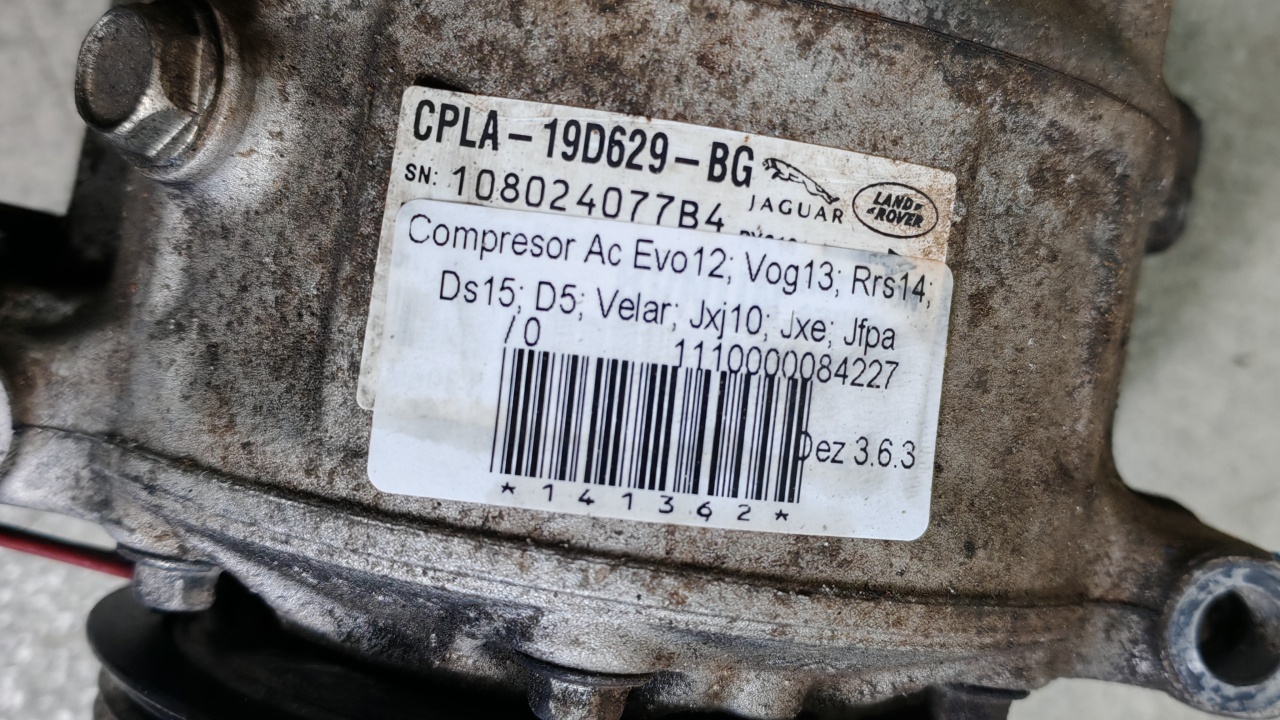 CPLA-19D629-BG
SN: 108024077B4
JAGUAR
LAND ROVER
Compresor Ac Evo12; Vog13; Rrs14;
Ds15; D5; Velar; Jxj10; Jxe; Jfpa
/0 1110000084227
Dez 3.6.3
*141362*